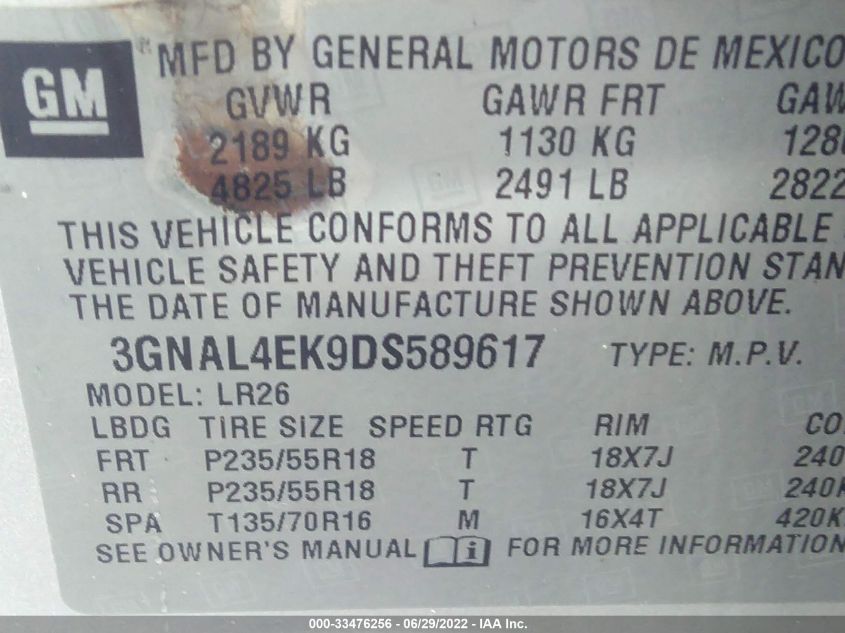 GM
MFD BY GENERAL MOTORS DE MEXICO
GVWR GAWR FRT
2189 KG 1130 KG
4825 LB 2491 LB 2822
THIS VEHICLE CONFORMS TO ALL APPLICABLE
VEHICLE SAFETY AND THEFT PREVENTION
THE DATE OF MANUFACTURE SHOWN ABOVE.
3GNAL4EK9DS589617 TYPE: M.P.V.
MODEL: LR26
LBDG TIRE SIZE SPEED RTG RIM
FRT P235/55R18 T 18X7J 240
RR P235/55R18 T 18X7J 240K
SPA T135/70R16 M 16X4T 420K
SEE OWNER'S MANUAL i FOR MORE INFORMATION
000-33476256 - 06/29/2022 - IAA Inc.